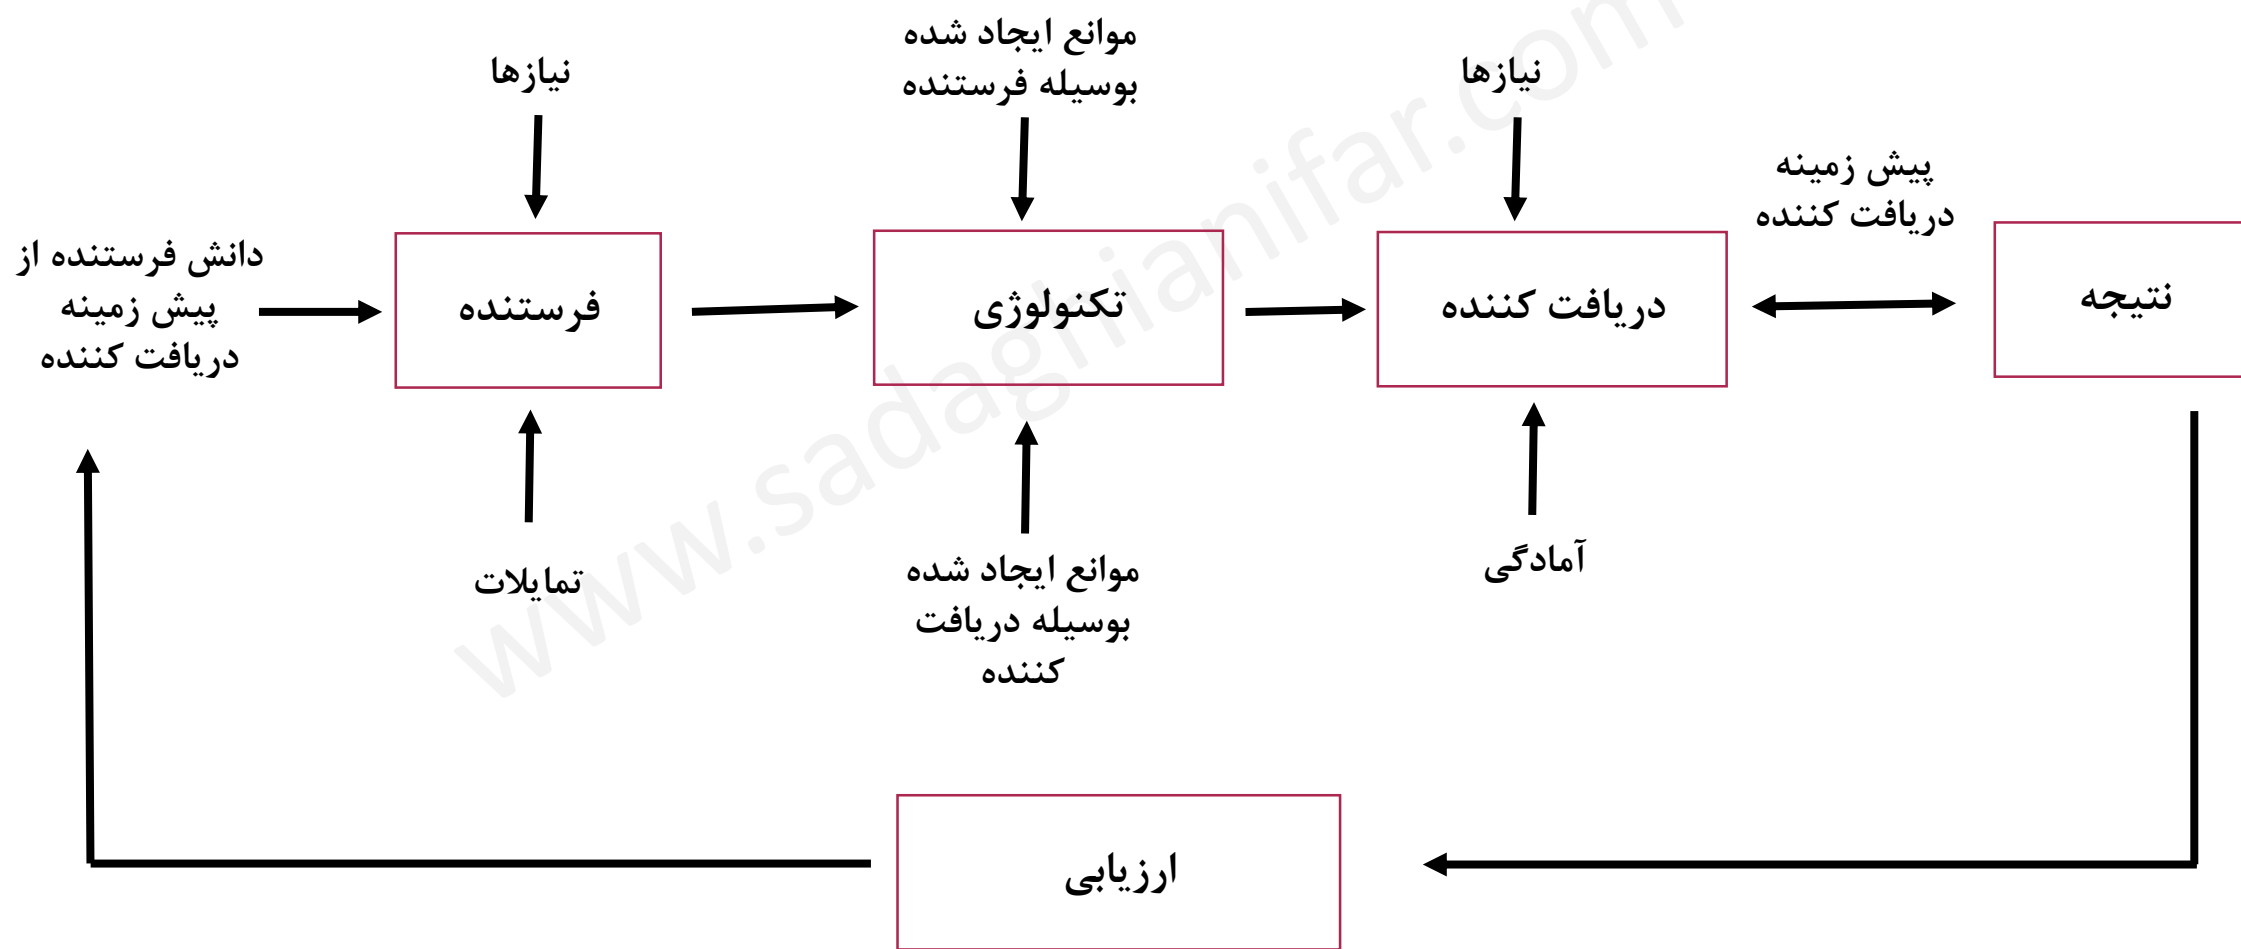 موانع ایجاد شده
بوسیله فرستنده
نیازها
نیازها
پیش زمینه
دریافت کننده
دانش فرستنده از
پیش زمینه
دریافت کننده
فرستنده
تکنولوژی
دریافت کننده
نتیجه
تمایلات
موانع ایجاد شده
بوسیله دریافت
کننده
آمادگی
ارزیابی
www.sadaghianifar.com